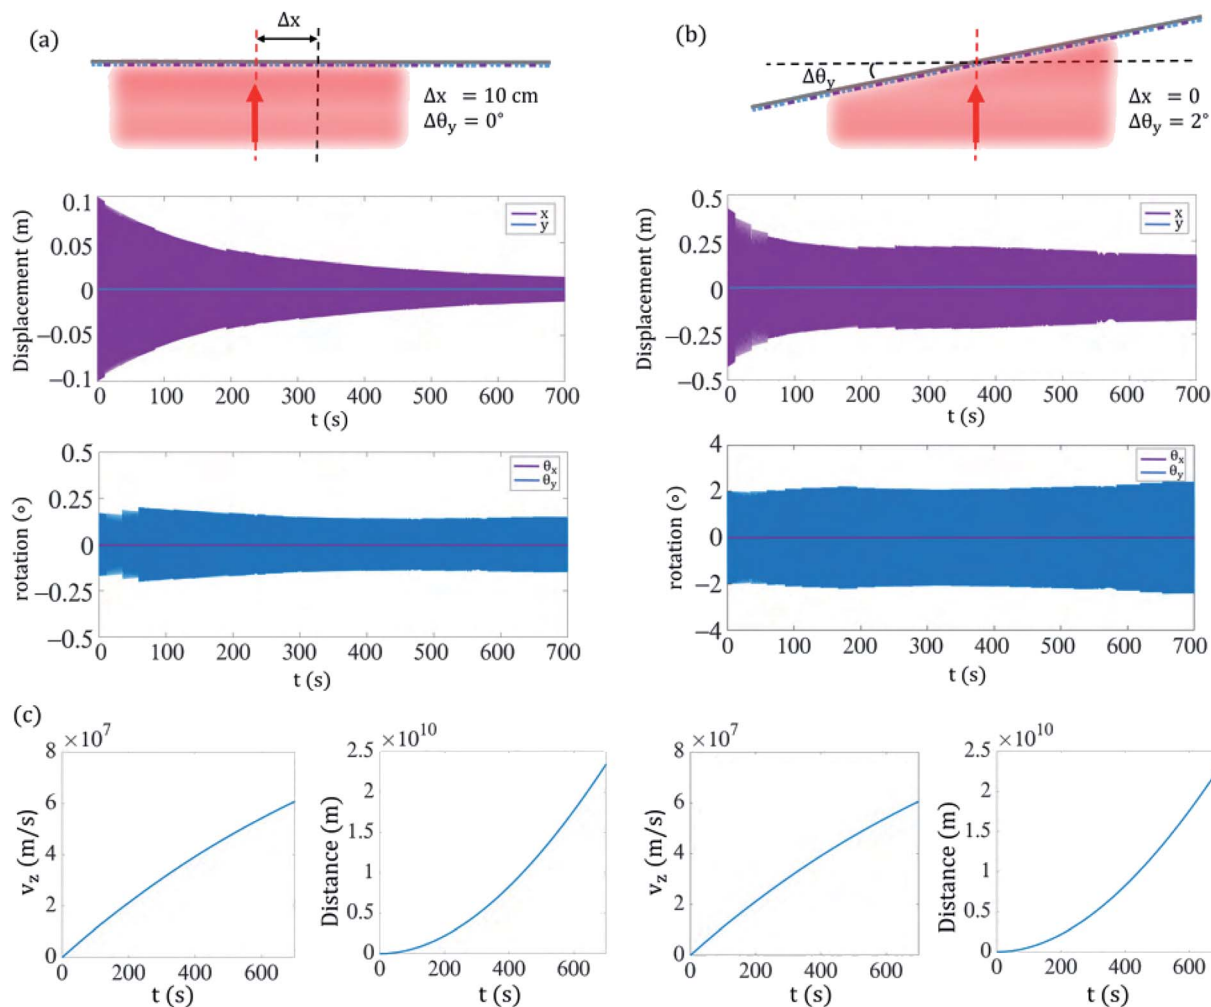 (a)
Δx
Δx = 10 cm
Δθy = 0°
(b)
Δθy
Δx = 0
Δθy = 2°
Displacement (m)
0.1
0.05
0
−0.05
−0.1
x
y
0 100 200 300 400 500 600 700
t (s)
Displacement (m)
0.5
0.25
0
−0.25
−0.5
x
y
0 100 200 300 400 500 600 700
t (s)
rotation (∘)
0.5
0.25
0
−0.25
−0.5
θx
θy
0 100 200 300 400 500 600 700
t (s)
rotation (∘)
4
2
0
−2
−4
θx
θy
0 100 200 300 400 500 600 700
t (s)
(c)
×10⁷
vz (m/s)
8
6
4
2
0
0 200 400 600
t (s)
×10¹⁰
Distance (m)
2.5
2
1.5
1
0.5
0
0 200 400 600
t (s)
×10⁷
vz (m/s)
8
6
4
2
0
0 200 400 600
t (s)
×10¹⁰
Distance (m)
2.5
2
1.5
1
0.5
0
0 200 400 600
t (s)